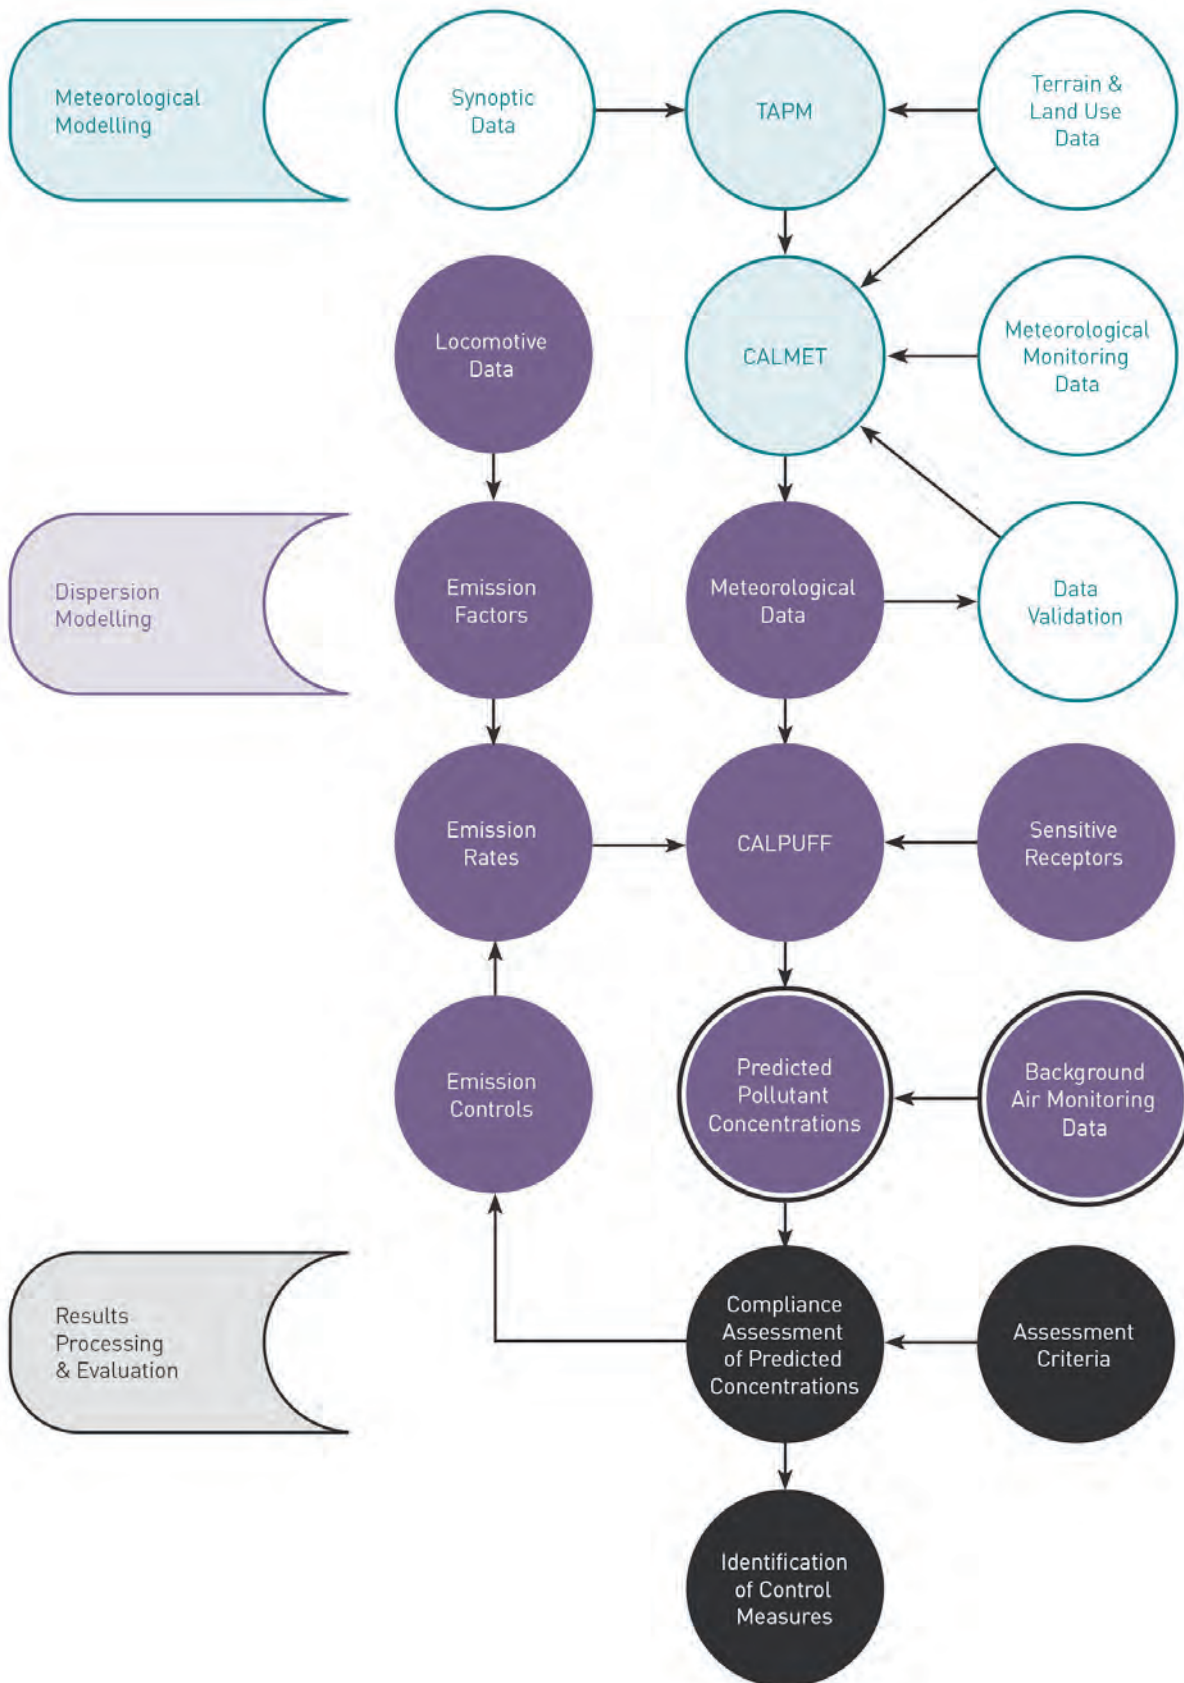 Meteorological
Modelling
Synoptic
Data
TAPM
Terrain &
Land Use
Data
Locomotive
Data
CALMET
Meteorological
Monitoring
Data
Dispersion
Modelling
Emission
Factors
Meteorological
Data
Data
Validation
Emission
Rates
CALPUFF
Sensitive
Receptors
Emission
Controls
Predicted
Pollutant
Concentrations
Background
Air Monitoring
Data
Results
Processing
& Evaluation
Compliance
Assessment
of Predicted
Concentrations
Assessment
Criteria
Identification
of Control
Measures